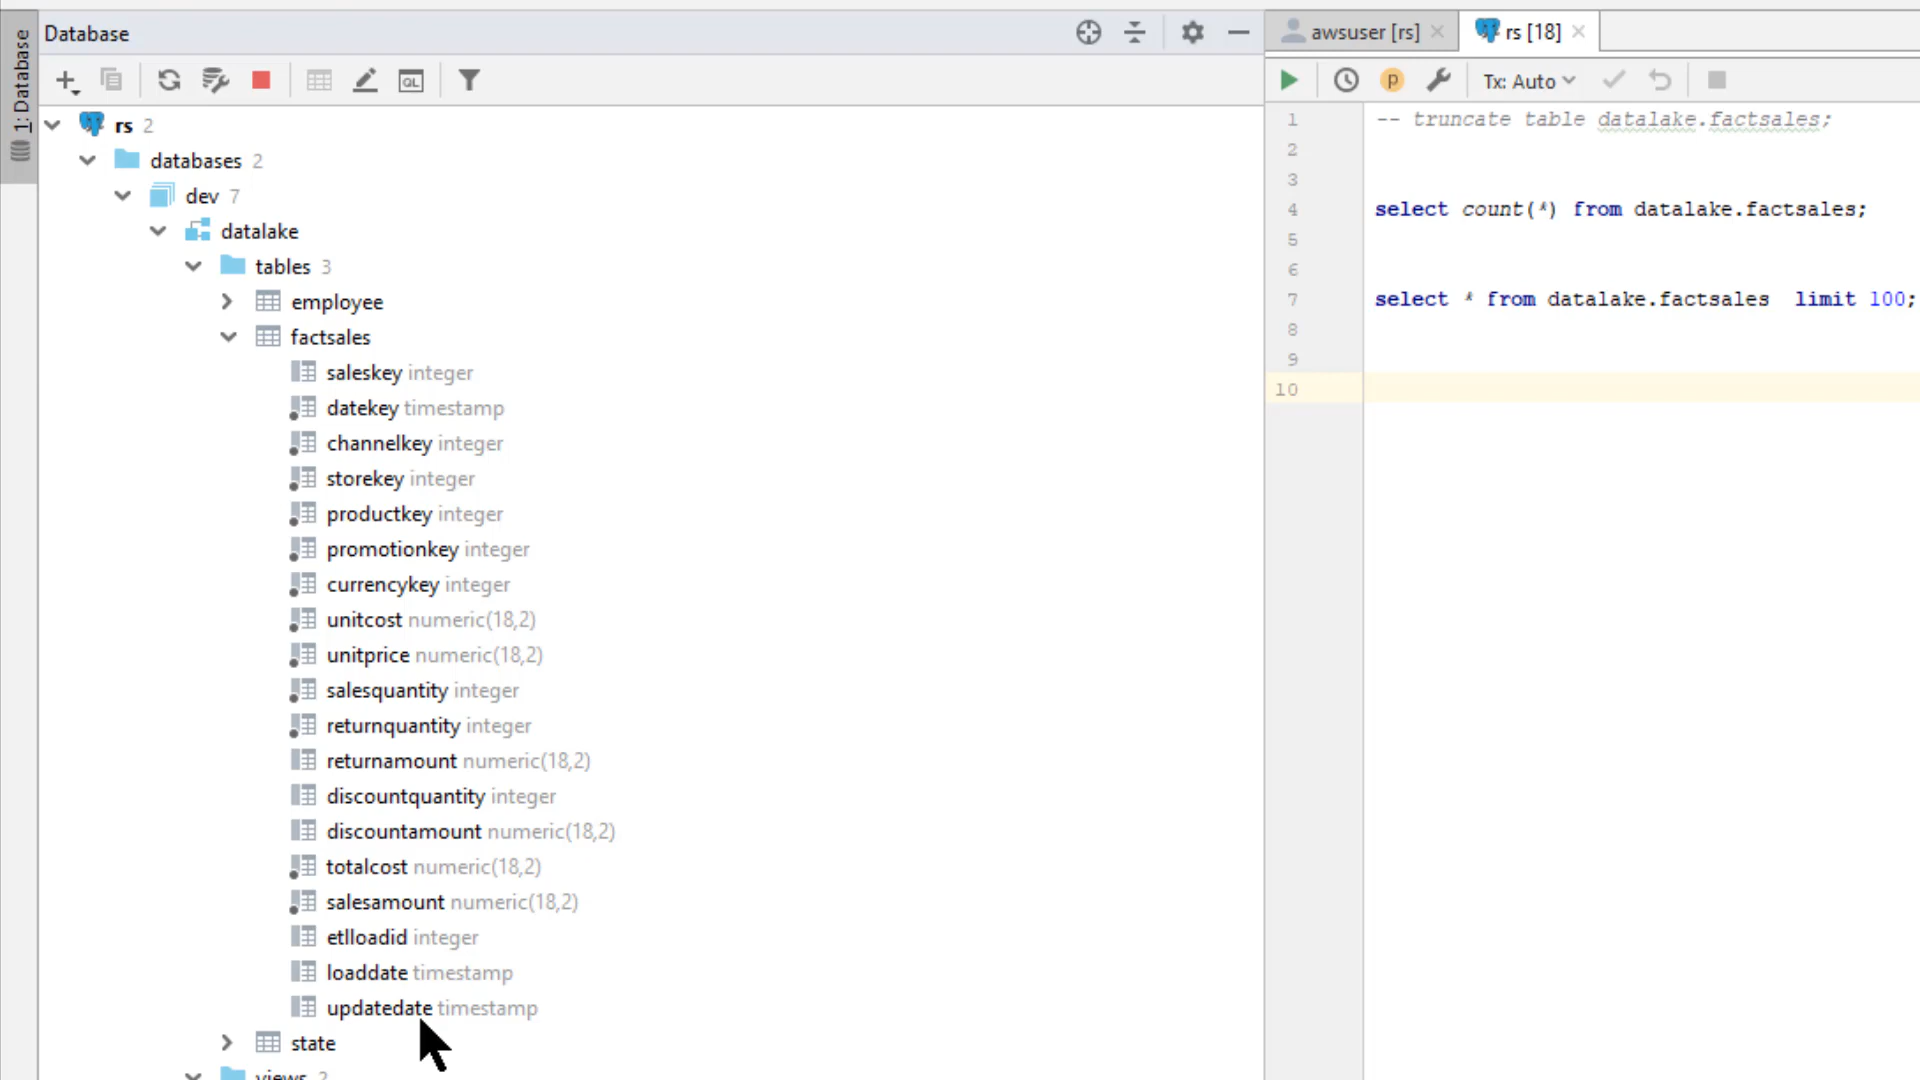 1: Database
Database
rs 2
databases 2
dev 7
datalake
tables 3
employee
factsales
saleskey integer
datekey timestamp
channelkey integer
storekey integer
productkey integer
promotionkey integer
currencykey integer
unitcost numeric(18,2)
unitprice numeric(18,2)
salesquantity integer
returnquantity integer
returnamount numeric(18,2)
discountquantity integer
discountamount numeric(18,2)
totalcost numeric(18,2)
salesamount numeric(18,2)
etlloadid integer
loaddate timestamp
updatedate timestamp
state
views 2
QL
awsuser [rs]
rs [18]
p
Tx: Auto
1 -- truncate table datalake.factsales;
2
3
4 select count(*) from datalake.factsales;
5
6
7 select * from datalake.factsales limit 100;
8
9
10